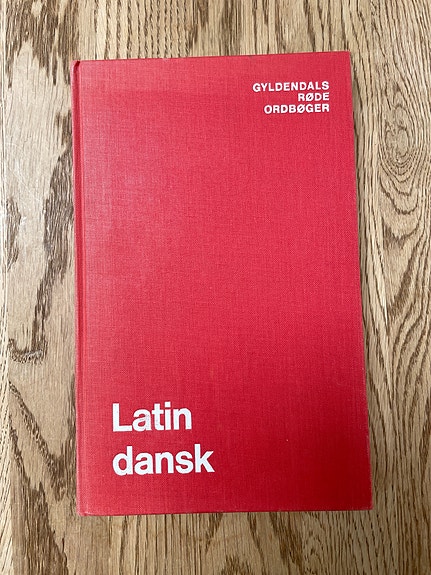 GYLDENDALS
RØDE
ORDBØGER
Latin
dansk